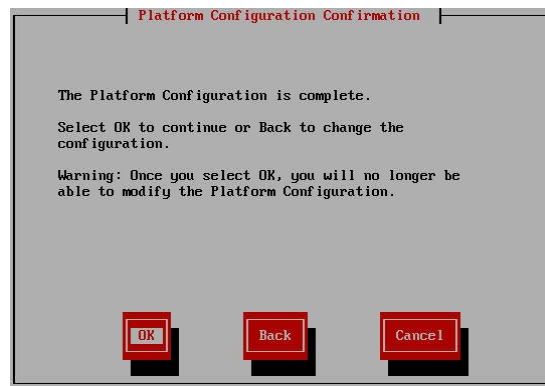 Platform Configuration Confirmation
The Platform Configuration is complete.
Select OK to continue or Back to change the
configuration.
Warning: Once you select OK, you will no longer be
able to modify the Platform Configuration.
OK Back Cancel